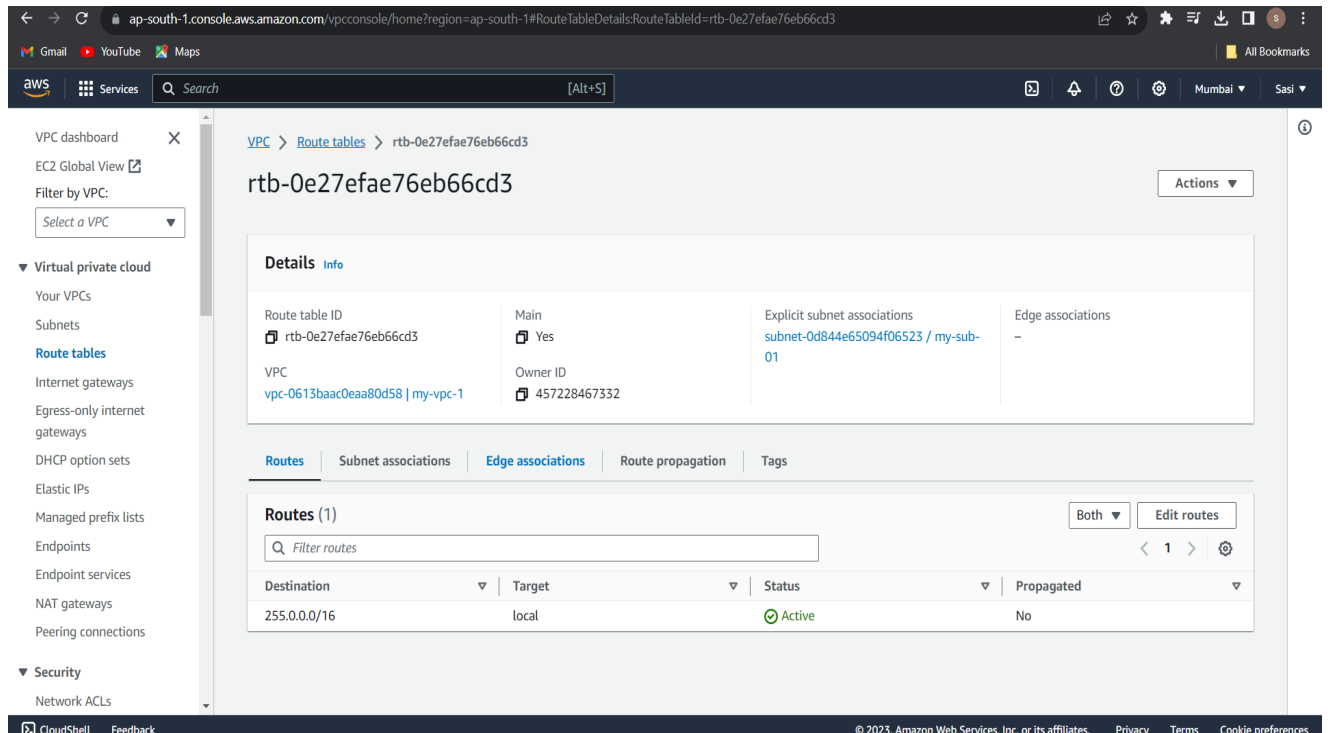 ap-south-1.console.aws.amazon.com/vpcconsole/home?region=ap-south-1#RouteTableDetails:RouteTableId=rtb-0e27efae76eb66cd3 S
Gmail YouTube Maps All Bookmarks
aws Services Search [Alt+S] Mumbai Sasi
VPC dashboard
EC2 Global View
Filter by VPC:
Select a VPC
Virtual private cloud
Your VPCs
Subnets
Route tables
Internet gateways
Egress-only internet
gateways
DHCP option sets
Elastic IPs
Managed prefix lists
Endpoints
Endpoint services
NAT gateways
Peering connections
Security
Network ACLs
VPC > Route tables > rtb-0e27efae76eb66cd3
rtb-0e27efae76eb66cd3
Actions
Details Info
Route table ID
rtb-0e27efae76eb66cd3
Main
Yes
Explicit subnet associations
subnet-0d844e65094f06523 / my-sub-
01
Edge associations
–
VPC
vpc-0613baac0eaa80d58 | my-vpc-1
Owner ID
457228467332
Routes Subnet associations Edge associations Route propagation Tags
Routes (1) Both Edit routes
Filter routes 1
Destination Target Status Propagated
255.0.0.0/16 local Active No
CloudShell Feedback © 2023, Amazon Web Services, Inc. or its affiliates. Privacy Terms Cookie preferences